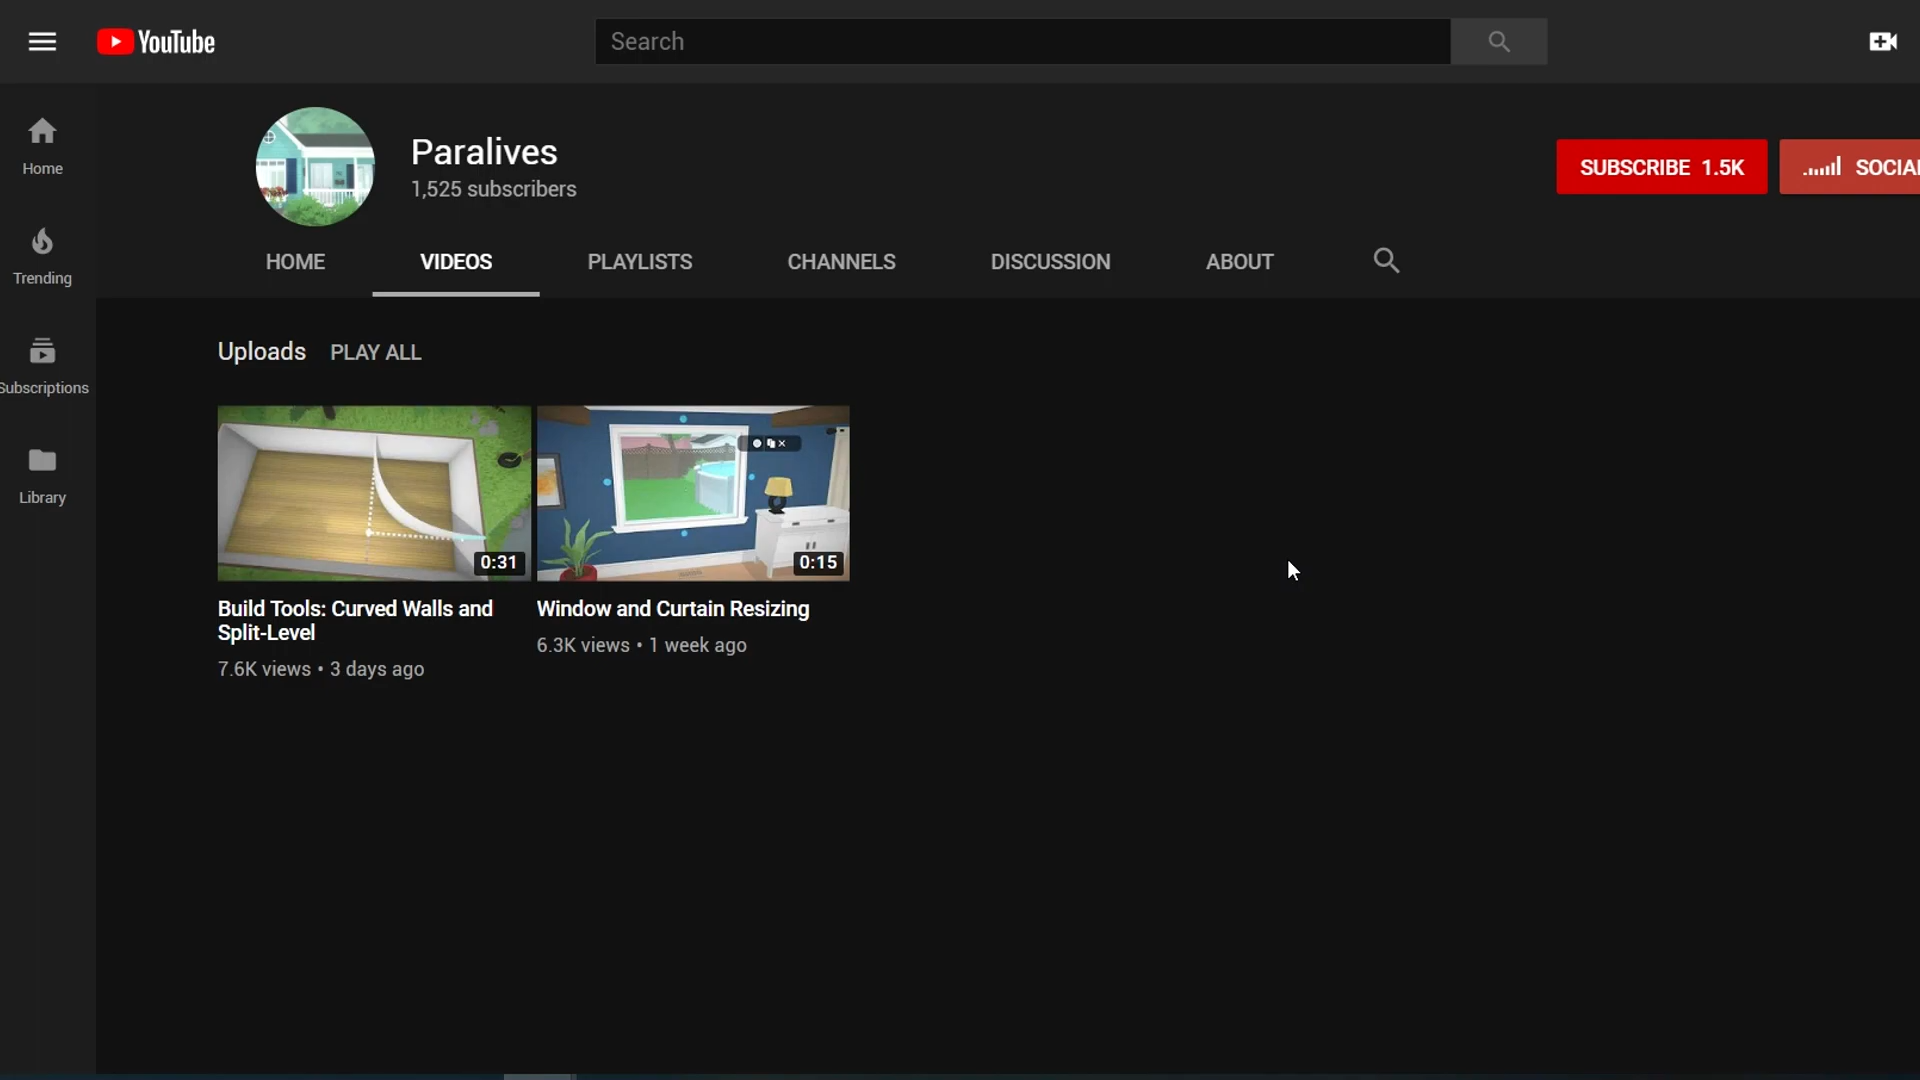 YouTube
Search
Home
Trending
Subscriptions
Library
Paralives
1,525 subscribers
SUBSCRIBE 1.5K
SOCIA
HOME
VIDEOS
PLAYLISTS
CHANNELS
DISCUSSION
ABOUT
Uploads PLAY ALL
0:31
Build Tools: Curved Walls and
Split-Level
7.6K views • 3 days ago
0:15
Window and Curtain Resizing
6.3K views • 1 week ago